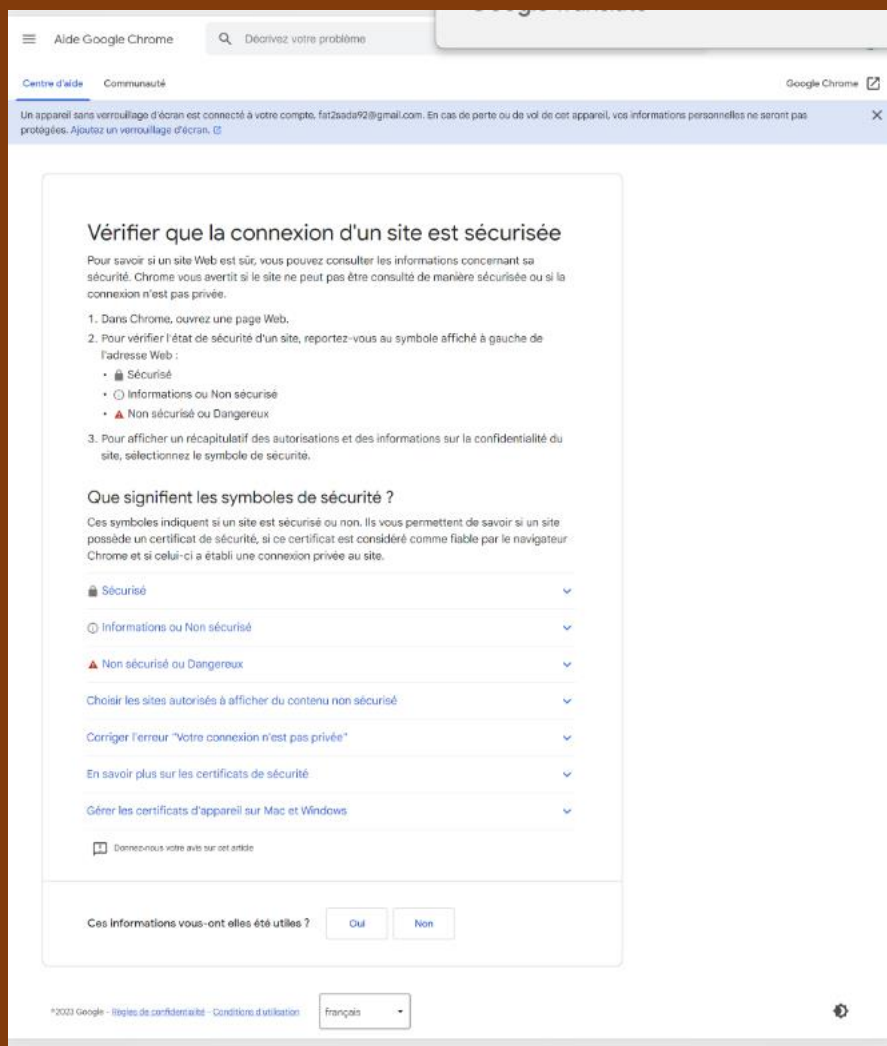 Aide Google Chrome
Décrivez votre problème
Centre d'aide
Communauté
Google Chrome
Un appareil sans verrouillage d'écran est connecté à votre compte, fat2sada92@gmail.com. En cas de perte ou de vol de cet appareil, vos informations personnelles ne seront pas
protégées. Ajoutez un verrouillage d'écran.
Vérifier que la connexion d'un site est sécurisée
Pour savoir si un site Web est sûr, vous pouvez consulter les informations concernant sa
sécurité. Chrome vous avertit si le site ne peut pas être consulté de manière sécurisée ou si la
connexion n'est pas privée.
1. Dans Chrome, ouvrez une page Web.
2. Pour vérifier l'état de sécurité d'un site, reportez-vous au symbole affiché à gauche de
l'adresse Web :
• Sécurisé
• Informations ou Non sécurisé
• Non sécurisé ou Dangereux
3. Pour afficher un récapitulatif des autorisations et des informations sur la confidentialité du
site, sélectionnez le symbole de sécurité.
Que signifient les symboles de sécurité ?
Ces symboles indiquent si un site est sécurisé ou non. Ils vous permettent de savoir si un site
possède un certificat de sécurité, si ce certificat est considéré comme fiable par le navigateur
Chrome et si celui-ci a établi une connexion privée au site.
Sécurisé
Informations ou Non sécurisé
Non sécurisé ou Dangereux
Choisir les sites autorisés à afficher du contenu non sécurisé
Corriger l'erreur "Votre connexion n'est pas privée"
En savoir plus sur les certificats de sécurité
Gérer les certificats d'appareil sur Mac et Windows
Donnez-nous votre avis sur cet article
Ces informations vous-ont elles été utiles ?
Oui
Non
©2023 Google - Règles de confidentialité - Conditions d'utilisation
français